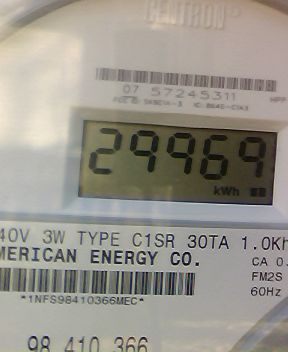 CENTRON®
07 57245311
29969
kWh
40V 3W TYPE C1SR 30TA 1.0Kh
MERICAN ENERGY CO.
CA 0.
FM2S
60Hz
*1NFS98410366MEC*
98 410 366